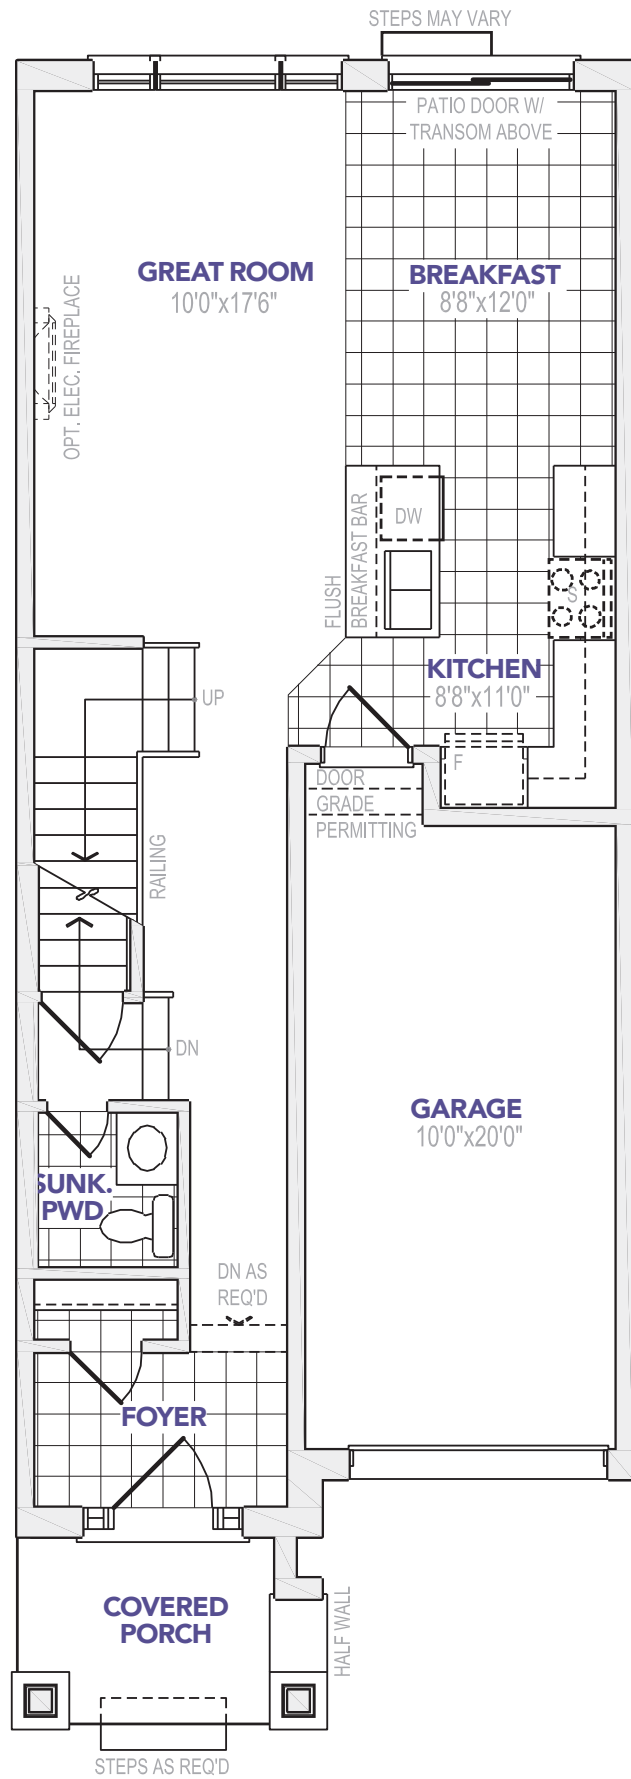 STEPS MAY VARY
PATIO DOOR W/
TRANSOM ABOVE
GREAT ROOM
10'0"x17'6"
BREAKFAST
8'8"x12'0"
OPT. ELEC. FIREPLACE
DW
FLUSH
BREAKFAST BAR
S
KITCHEN
8'8"x11'0"
UP
F
DOOR
GRADE
PERMITTING
RAILING
DN
GARAGE
10'0"x20'0"
SUNK.
PWD
DN AS
REQ'D
FOYER
COVERED
PORCH
HALF WALL
STEPS AS REQ'D